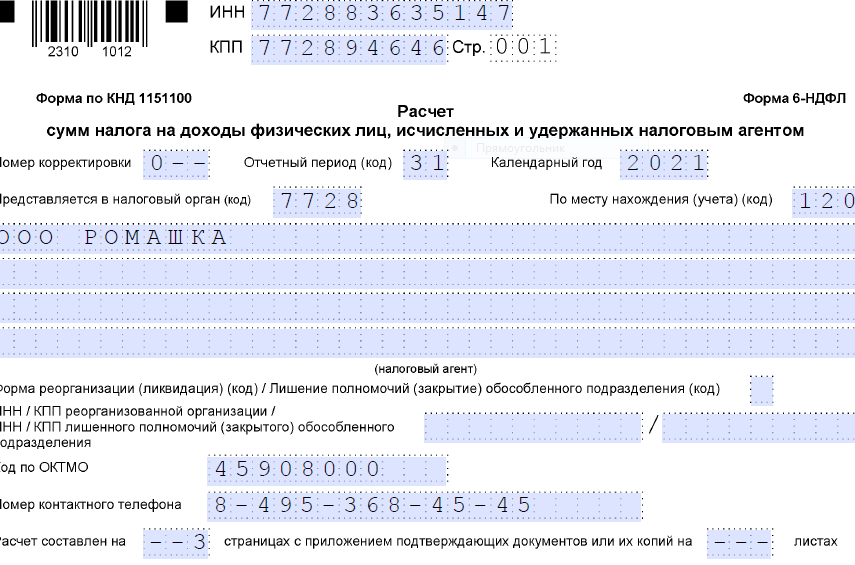 ИНН 772883635147
2310 1012
КПП 772894646 Стр. 001
Форма по КНД 1151100
Форма 6-НДФЛ
Расчет
сумм налога на доходы физических лиц, исчисленных и удержанных налоговым агентом
Прямоугольник
омер корректировки 0-- Отчетный период (код) 31 Календарный год 2021
редставляется в налоговый орган (код) 7728 По месту нахождения (учета) (код) 120
ООО РОМАШКА
(налоговый агент)
орма реорганизации (ликвидация) (код) / Лишение полномочий (закрытие) обособленного подразделения (код)
НН / КПП реорганизованной организации /
НН / КПП лишенного полномочий (закрытого) обособленного /
одразделения
од по ОКТМО 45908000
омер контактного телефона 8-495-368-45-45
асчет составлен на --3 страницах с приложением подтверждающих документов или их копий на --- листах